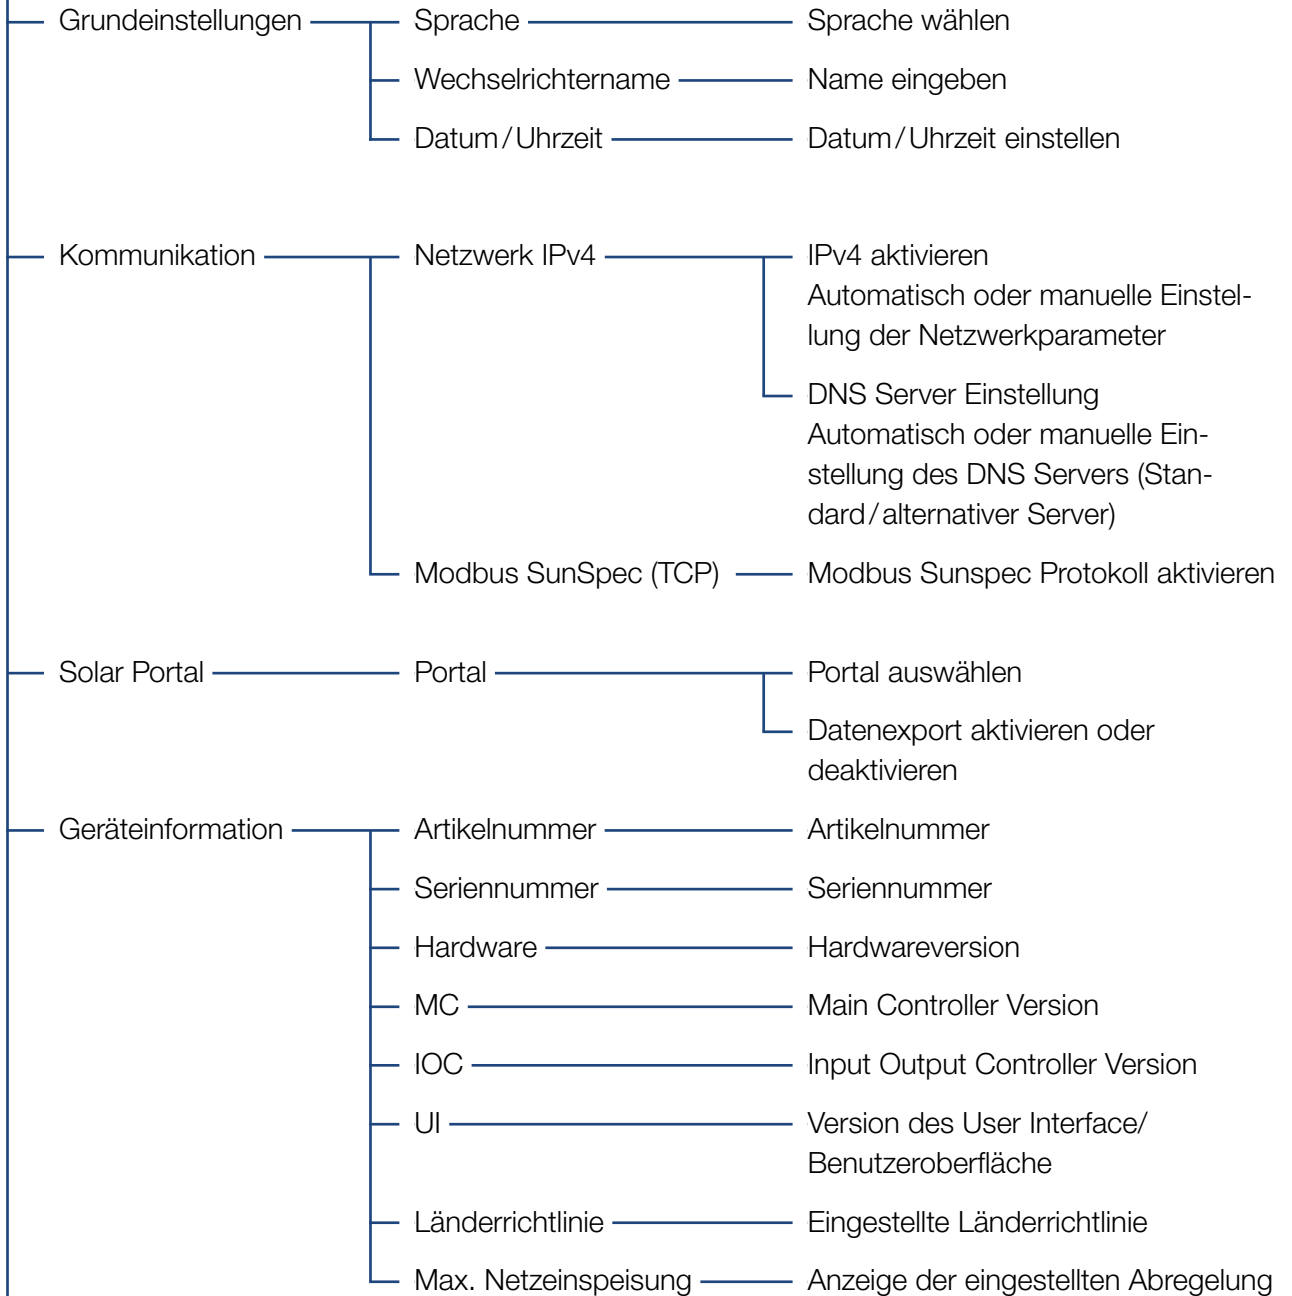 Grundeinstellungen Sprache Sprache wählen
Wechselrichtername Name eingeben
Datum/Uhrzeit Datum/Uhrzeit einstellen
Kommunikation Netzwerk IPv4 IPv4 aktivieren
Automatisch oder manuelle Einstel-
lung der Netzwerkparameter
DNS Server Einstellung
Automatisch oder manuelle Ein-
stellung des DNS Servers (Stan-
dard/alternativer Server)
Modbus SunSpec (TCP) Modbus Sunspec Protokoll aktivieren
Solar Portal Portal Portal auswählen
Datenexport aktivieren oder
deaktivieren
Geräteinformation Artikelnummer Artikelnummer
Seriennummer Seriennummer
Hardware Hardwareversion
MC Main Controller Version
IOC Input Output Controller Version
UI Version des User Interface/
Benutzeroberfläche
Länderrichtlinie Eingestellte Länderrichtlinie
Max. Netzeinspeisung Anzeige der eingestellten Abregelung